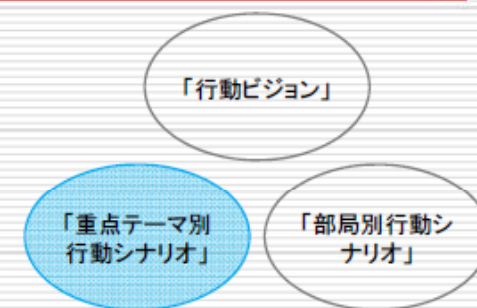 「行動ビジョン」
「重点テーマ別
行動シナリオ」
「部局別行動シ
ナリオ」